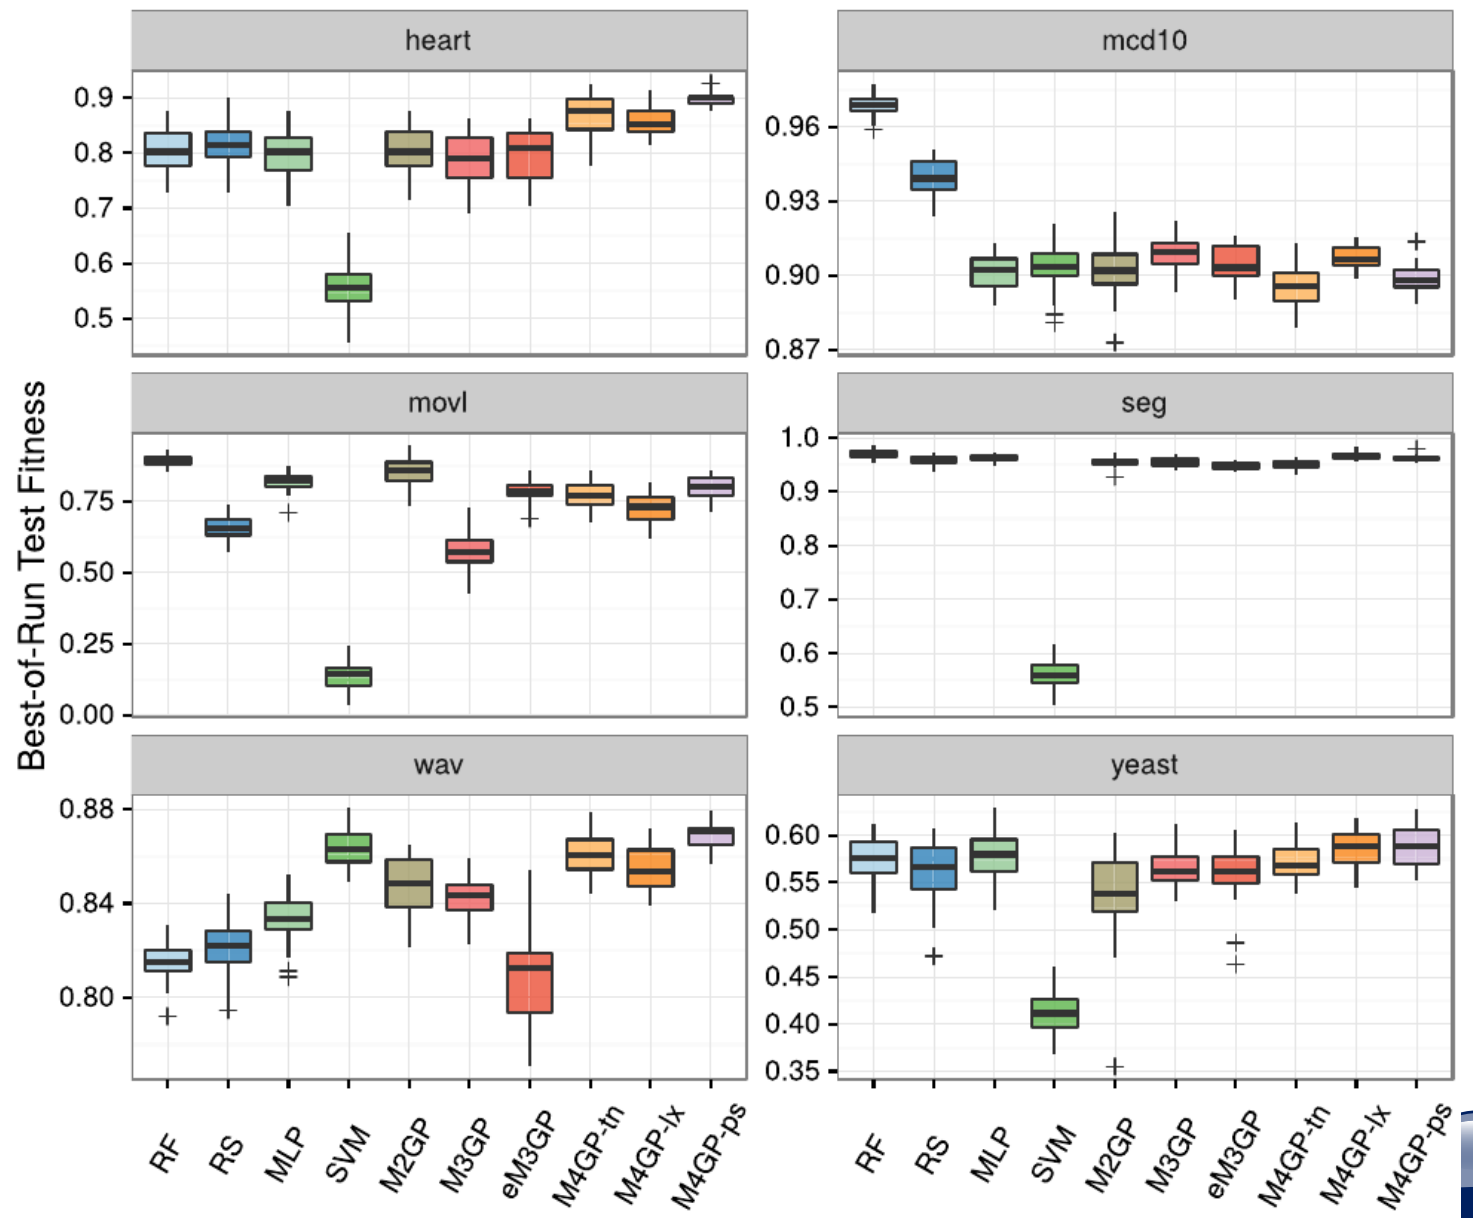 heart
mcd10
0.9
0.8
0.7
0.6
0.5
0.96
0.93
0.90
0.87
movl
seg
0.75
0.50
0.25
0.00
1.0
0.9
0.8
0.7
0.6
0.5
wav
yeast
0.88
0.84
0.80
0.60
0.55
0.50
0.45
0.40
0.35
Best-of-Run Test Fitness
RF
RS
MLP
SVM
M2GP
M3GP
eM3GP
M4GP-tn
M4GP-lx
M4GP-ps
RF
RS
MLP
SVM
M2GP
M3GP
eM3GP
M4GP-tn
M4GP-lx
M4GP-ps